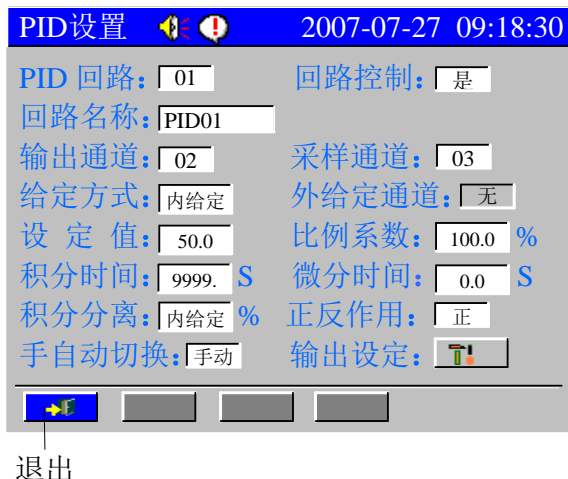 PID设置 2007-07-27 09:18:30
PID 回路： 01 回路控制： 是
回路名称： PID01
输出通道： 02 采样通道： 03
给定方式： 内给定 外给定通道： 无
设 定 值： 50.0 比例系数： 100.0 %
积分时间： 9999. S 微分时间： 0.0 S
积分分离： 内给定 % 正反作用： 正
手自动切换： 手动 输出设定：
退出